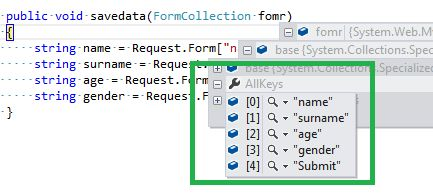 public void savedata(FormCollection fomr)
{
fomr {System.Web.M
string name = Request.Form["n
base {System.Collections.Spe
string surname = Request.
base {System.Collections.Specialized
string age = Request.Form
AllKeys
string gender = Request.F
[0] "name"
}
[1] "surname"
[2] "age"
[3] "gender"
[4] "Submit"